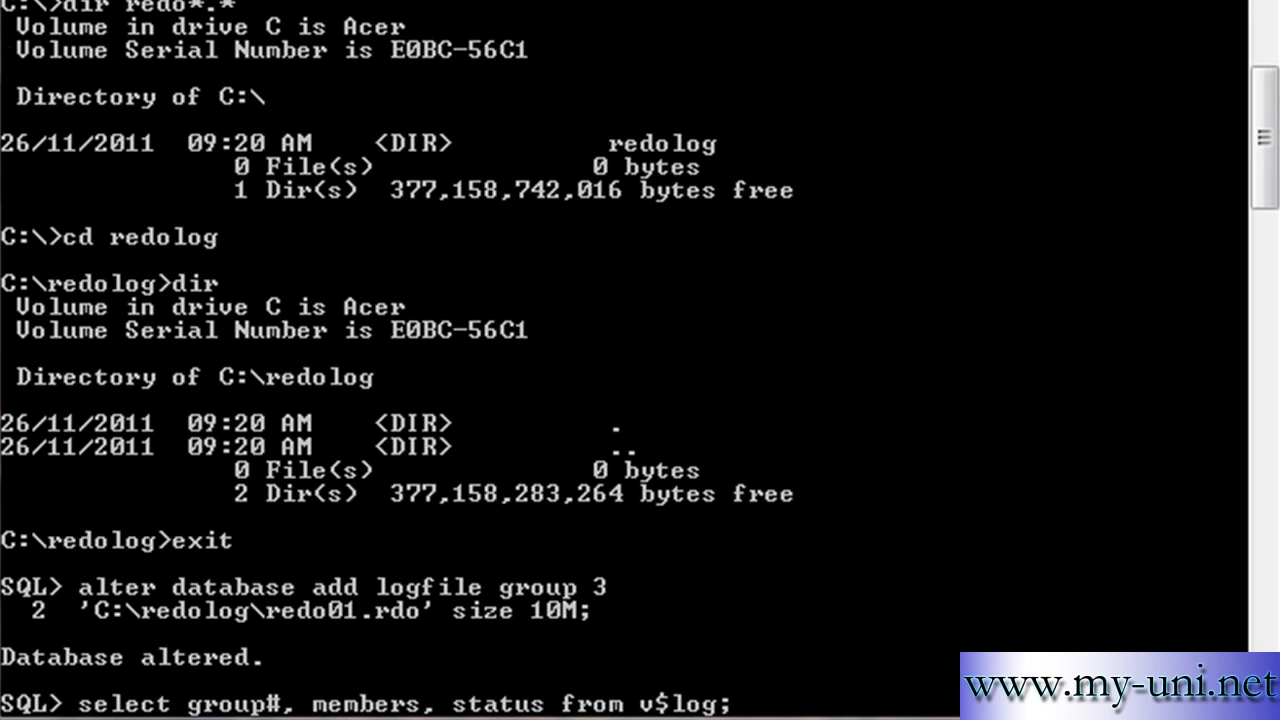 C:\>dir redo*.*
 Volume in drive C is Acer
 Volume Serial Number is E0BC-56C1

 Directory of C:\

26/11/2011  09:20 AM    <DIR>          redolog
               0 File(s)              0 bytes
               1 Dir(s)  377,158,742,016 bytes free

C:\>cd redolog

C:\redolog>dir
 Volume in drive C is Acer
 Volume Serial Number is E0BC-56C1

 Directory of C:\redolog

26/11/2011  09:20 AM    <DIR>          .
26/11/2011  09:20 AM    <DIR>          ..
               0 File(s)              0 bytes
               2 Dir(s)  377,158,283,264 bytes free

C:\redolog>exit

SQL> alter database add logfile group 3
  2  'C:\redolog\redo01.rdo' size 10M;

Database altered.

SQL> select group#, members, status from v$log;
www.my-uni.net